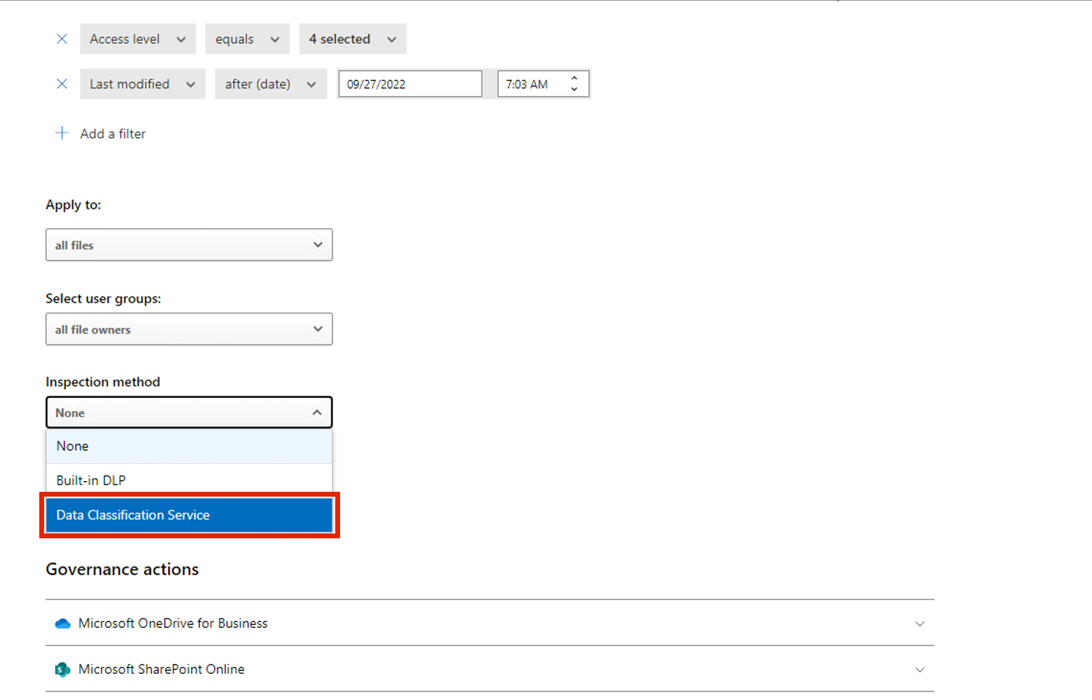 Access level equals 4 selected
Last modified after (date) 09/27/2022 7:03 AM
Add a filter
Apply to:
all files
Select user groups:
all file owners
Inspection method
None
None
Built-in DLP
Data Classification Service
Governance actions
Microsoft OneDrive for Business
S Microsoft SharePoint Online